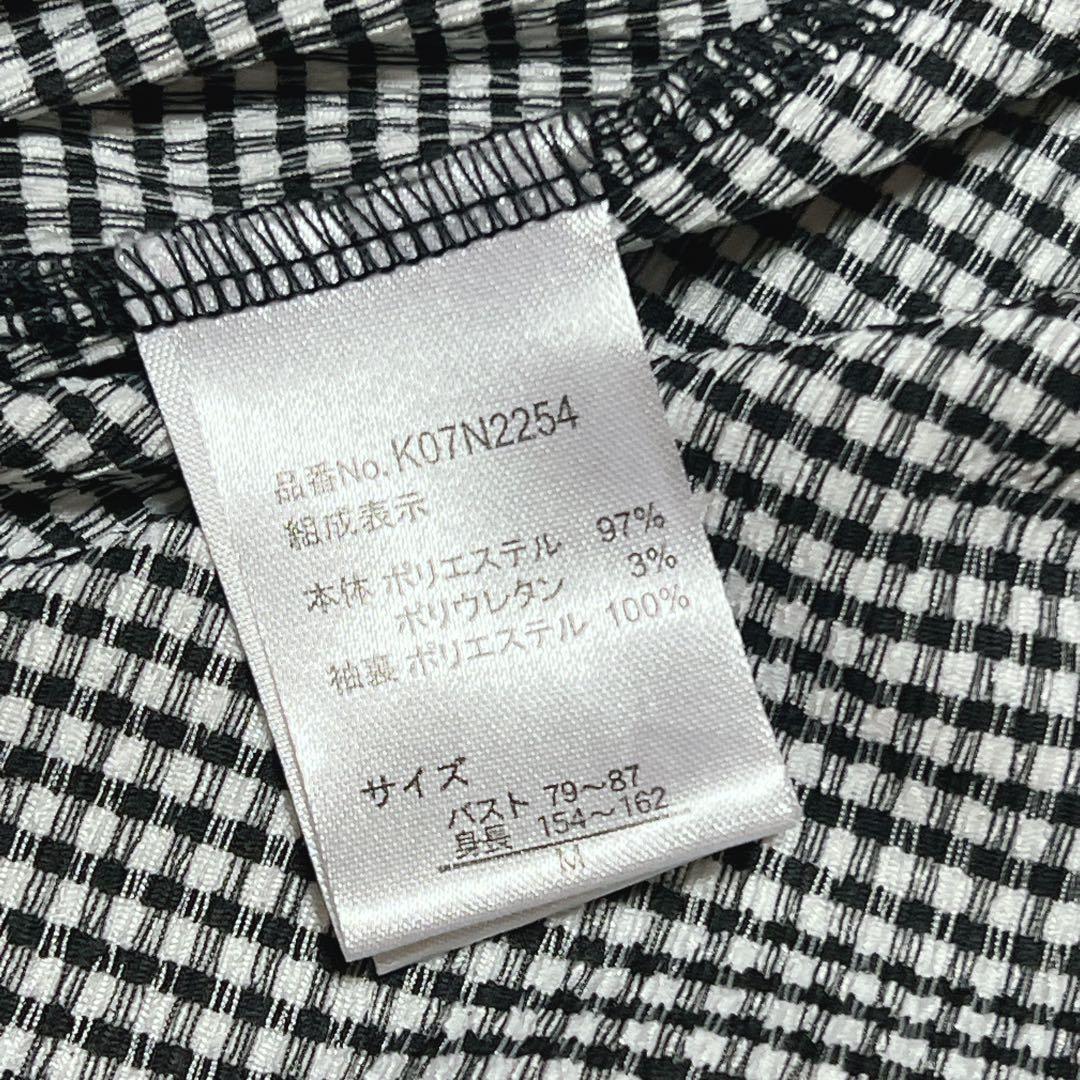 品番No.K07N2254
組成表示
本体 ポリエステル 97%
ポリウレタン 3%
袖裏 ポリエステル 100%
サイズ
バスト 79～87
身長 154～162
M